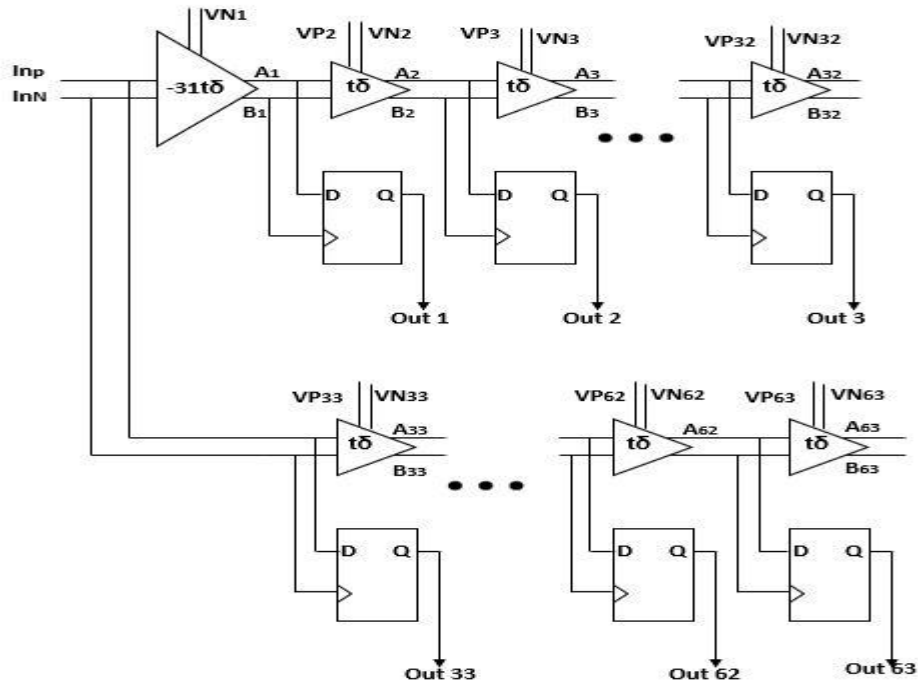 VN1
VP2 VN2 VP3 VN3 VP32 VN32
Inp
InN
-31tδ
A1 tδ A2 tδ A3 tδ A32
B1 B2 B3 B32
D Q D Q D Q
Out 1 Out 2 Out 3
VP33 VN33 VP62 VN62 VP63 VN63
tδ A33 tδ A62 tδ A63
B33 B63
D Q D Q D Q
Out 33 Out 62 Out 63